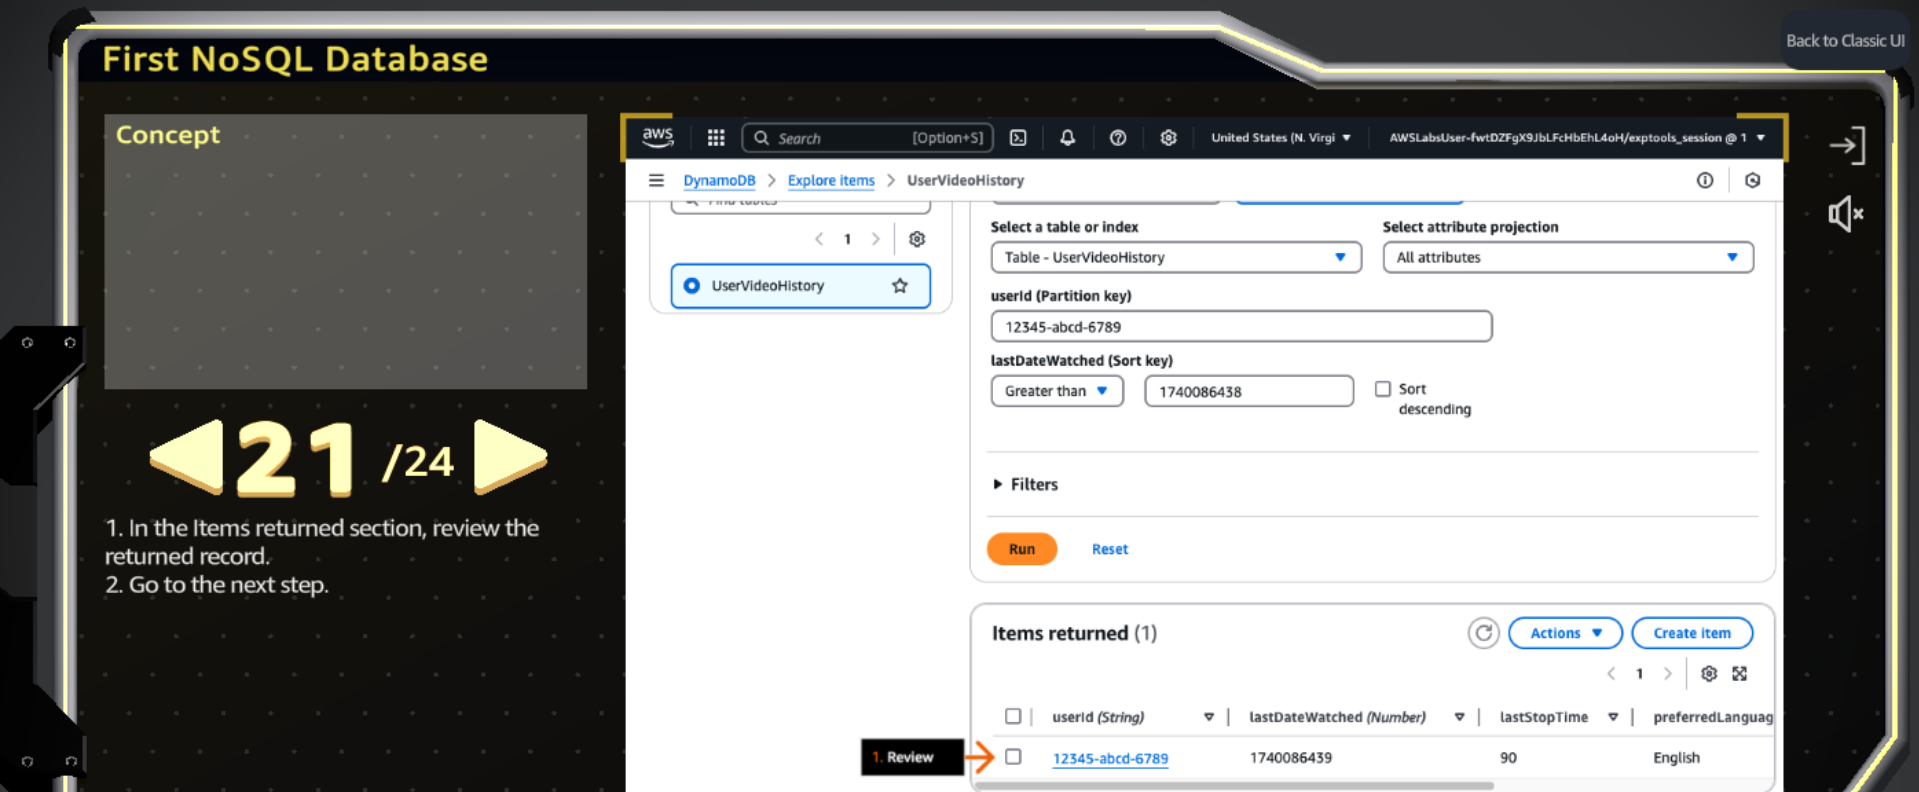 Back to Classic UI
First NoSQL Database
Concept
21 /24
1. In the Items returned section, review the
returned record.
2. Go to the next step.
aws
Search [Option+S]
United States (N. Virgi
AWSLabsUser-fwtDZFgX9JbLFcHbEhL4oH/exptools_session @ 1
DynamoDB > Explore items > UserVideoHistory
Find tables
1
UserVideoHistory
Select a table or index Select attribute projection
Table - UserVideoHistory All attributes
userId (Partition key)
12345-abcd-6789
lastDateWatched (Sort key)
Greater than 1740086438 Sort
descending
Filters
Run Reset
Items returned (1) Actions Create item
1
userId (String) lastDateWatched (Number) lastStopTime preferredLanguag
1. Review 12345-abcd-6789 1740086439 90 English